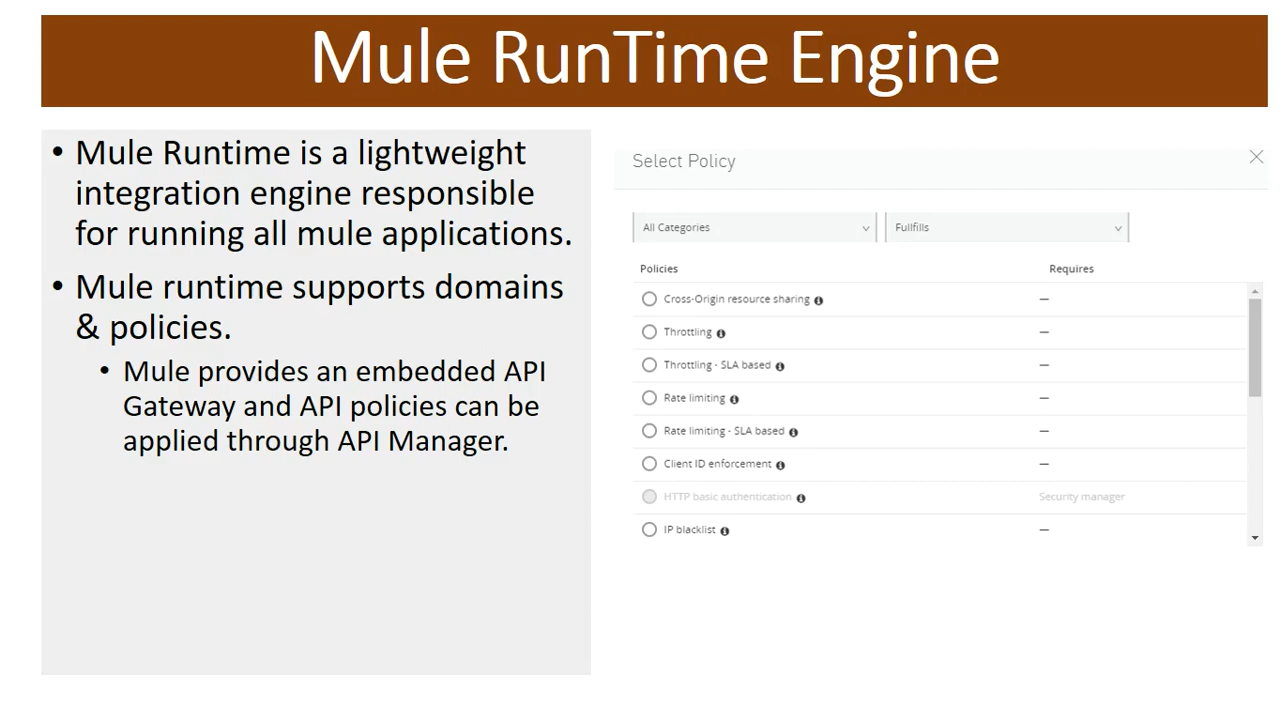 Mule RunTime Engine
• Mule Runtime is a lightweight
integration engine responsible
for running all mule applications.
• Mule runtime supports domains
& policies.
• Mule provides an embedded API
Gateway and API policies can be
applied through API Manager.
Select Policy
All Categories
Fullfills
Policies Requires
Cross-Origin resource sharing —
Throttling —
Throttling - SLA based —
Rate limiting —
Rate limiting - SLA based —
Client ID enforcement —
HTTP basic authentication Security manager
IP blacklist —